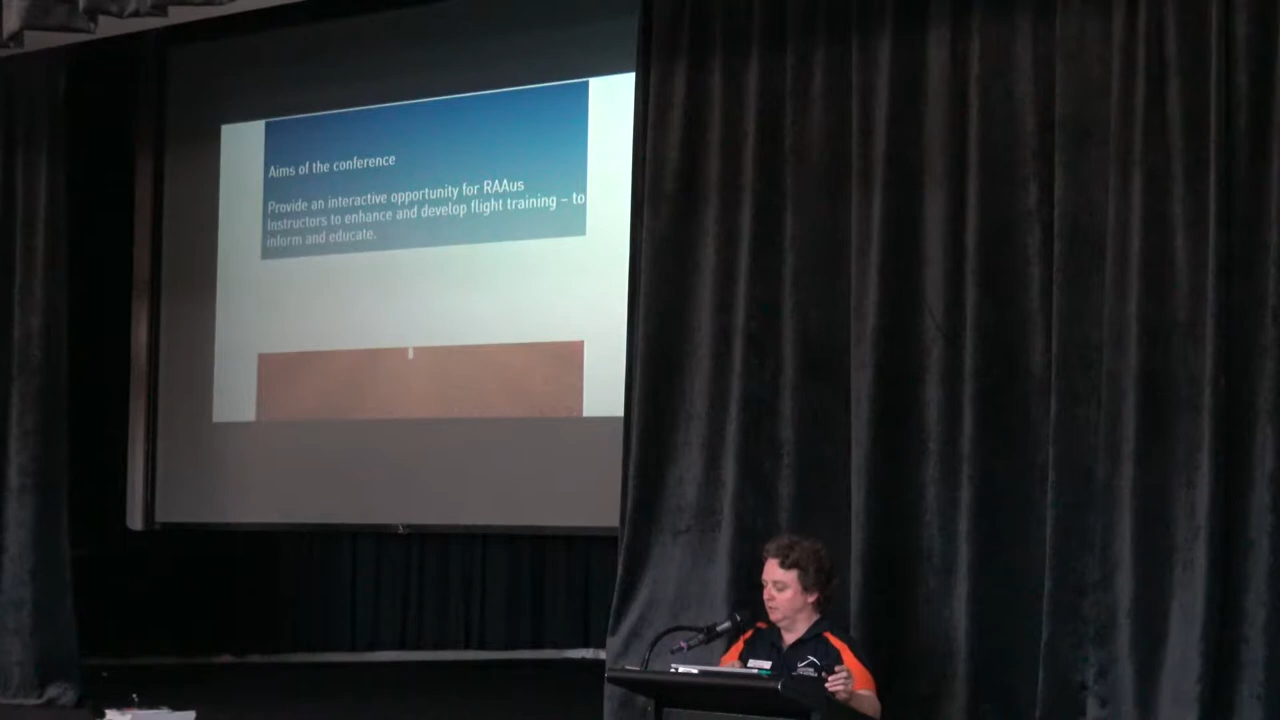 Aims of the conference
Provide an interactive opportunity for RAAus
Instructors to enhance and develop flight training – to
inform and educate.